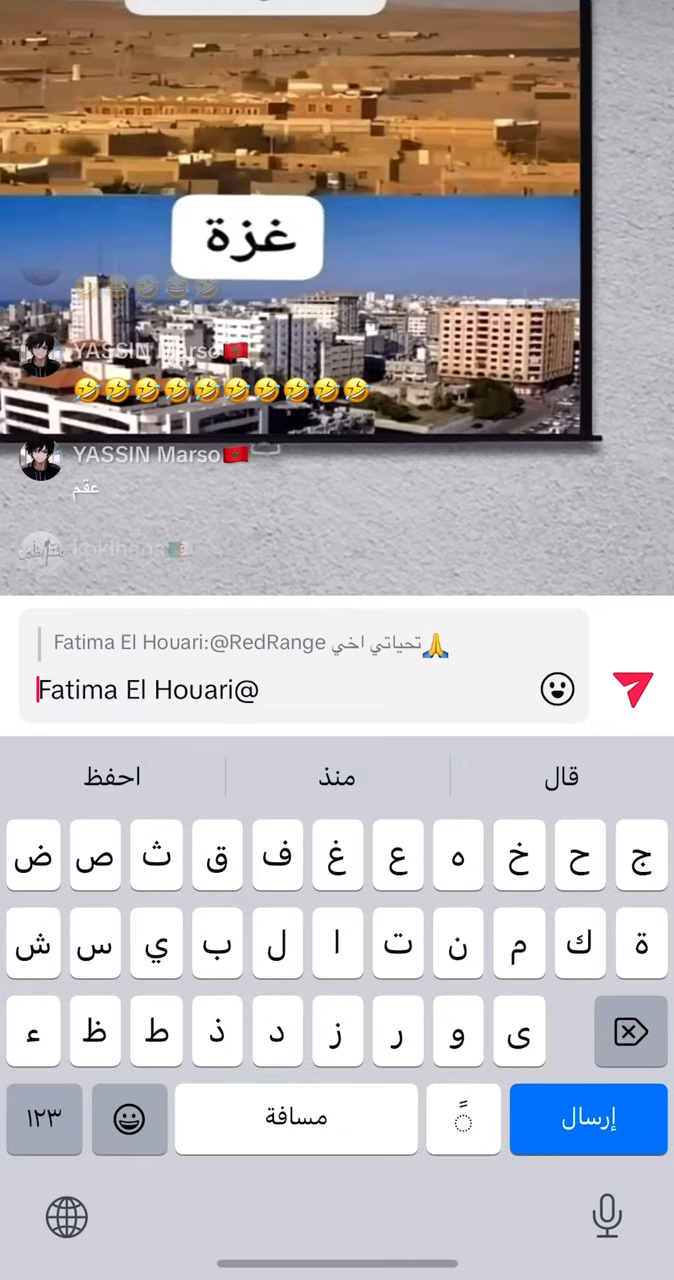 غزة
🤣😂🤣😂🤣
YASSIN Marso🇲🇦
🤣🤣🤣🤣🤣🤣🤣🤣🤣🤣
YASSIN Marso🇲🇦
عقم
kokihana🇩🇿
Fatima El Houari:@RedRange تحياتي اخي🙏
Fatima El Houari@
احفظ منذ قال
ض ص ث ق ف غ ع ه خ ح ج
ش س ي ب ل ا ت ن م ك ة
ء ظ ط ذ د ز ر و ى
١٢٣ مسافة إرسال